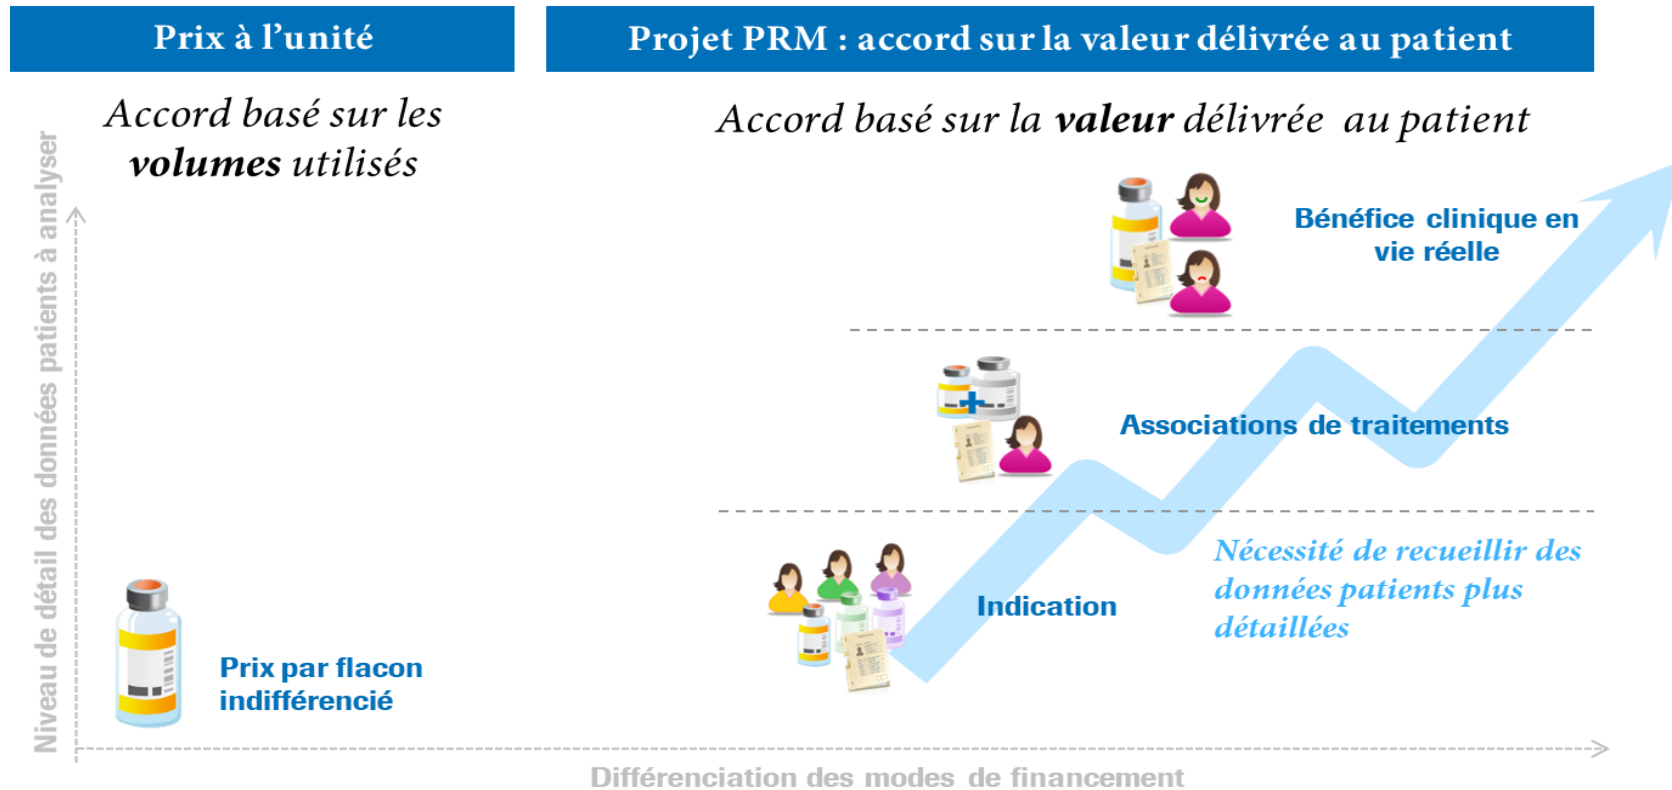 Prix à l’unité
Projet PRM : accord sur la valeur délivrée au patient
Accord basé sur les
volumes utilisés
Accord basé sur la valeur délivrée au patient
Niveau de détail des données patients à analyser
Bénéfice clinique en
vie réelle
Associations de traitements
Nécessité de recueillir des
données patients plus
détaillées
Indication
Prix par flacon
indifférencié
Différenciation des modes de financement